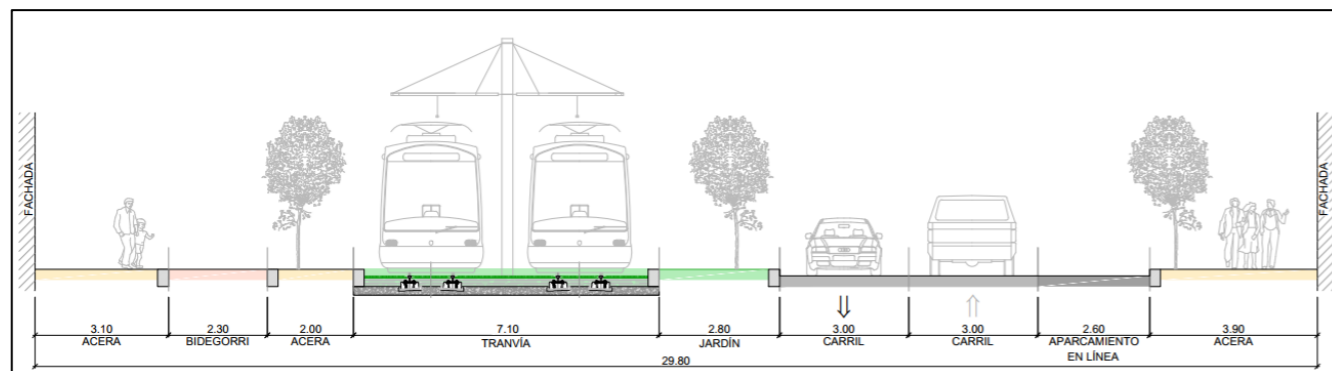 FACHADA
FACHADA
3.10
ACERA
2.30
BIDEGORRI
2.00
ACERA
7.10
TRANVÍA
2.80
JARDÍN
3.00
CARRIL
3.00
CARRIL
2.60
APARCAMIENTO
EN LÍNEA
3.90
ACERA
29.80